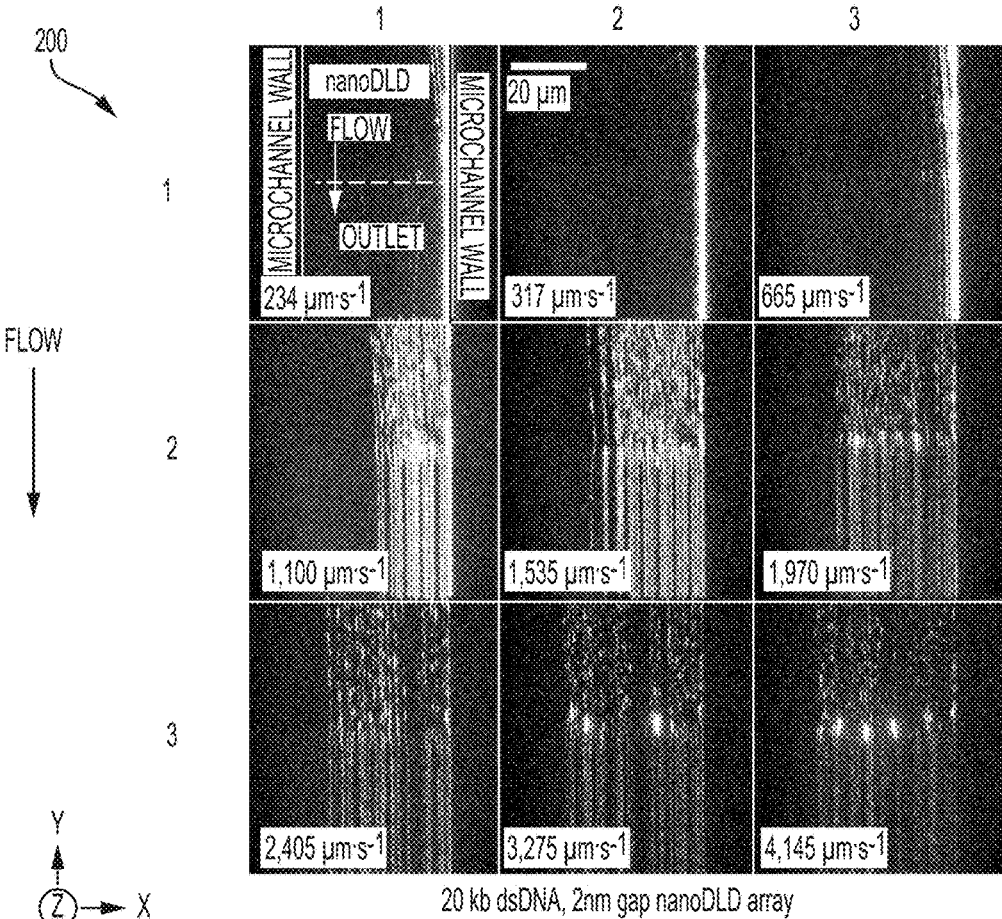 1
2
3
200
MICROCHANNEL WALL
nanoDLD
FLOW
OUTLET
MICROCHANNEL WALL
234 µm·s-1
20 µm
317 µm·s-1
665 µm·s-1
1
FLOW
2
1,100 µm·s-1
1,535 µm·s-1
1,970 µm·s-1
3
2,405 µm·s-1
3,275 µm·s-1
4,145 µm·s-1
Y
Z
X
20 kb dsDNA, 2nm gap nanoDLD array